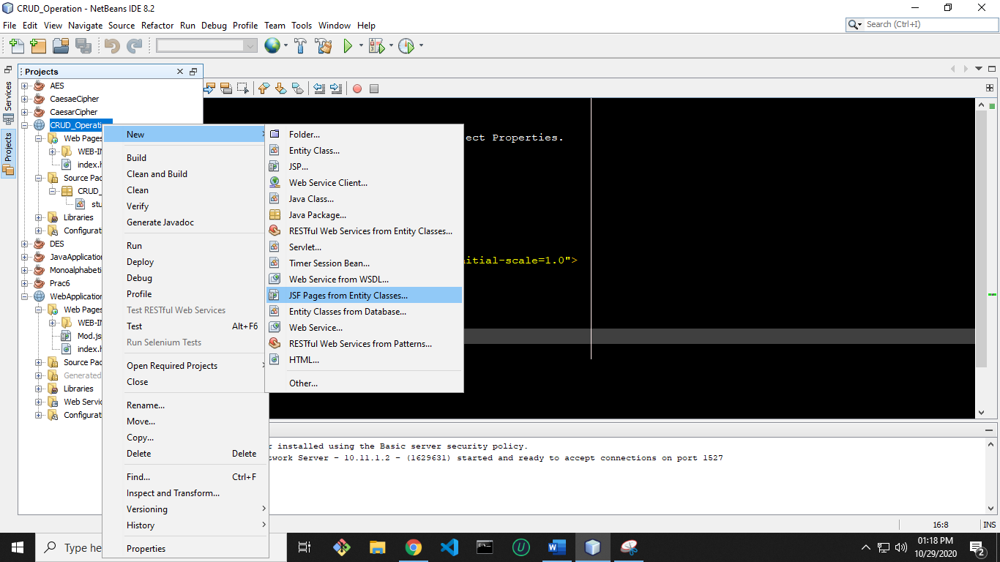 CRUD_Operation - NetBeans IDE 8.2
File Edit View Navigate Source Refactor Run Debug Profile Team Tools Window Help
Search (Ctrl+I)
Projects
Services
Projects
AES
CaesaeCipher
CaesarCipher
CRUD_Operati
Web Pages
WEB-IN
index.h
Source Pac
CRUD_
stu
Libraries
Configurat
DES
JavaApplication
Monoalphabeti
Prac6
WebApplication
Web Pages
WEB-IN
Mod.js
index.h
Source Pac
Generated
Libraries
Web Servic
Configurat
New
Build
Clean and Build
Clean
Verify
Generate Javadoc
Run
Deploy
Debug
Profile
Test RESTful Web Services
Test Alt+F6
Run Selenium Tests
Open Required Projects
Close
Rename...
Move...
Copy...
Delete Delete
Find... Ctrl+F
Inspect and Transform...
Versioning
History
Properties
Folder...
Entity Class...
JSP...
Web Service Client...
Java Class...
Java Package...
RESTful Web Services from Entity Classes...
Servlet...
Timer Session Bean...
Web Service from WSDL...
JSF Pages from Entity Classes...
Entity Classes from Database...
Web Service...
RESTful Web Services from Patterns...
HTML...
Other...
ect Properties.
nitial-scale=1.0">
r installed using the Basic server security policy.
twork Server - 10.11.1.2 - (1629631) started and ready to accept connections on port 1527
16:8 INS
Type he
01:18 PM
10/29/2020
2